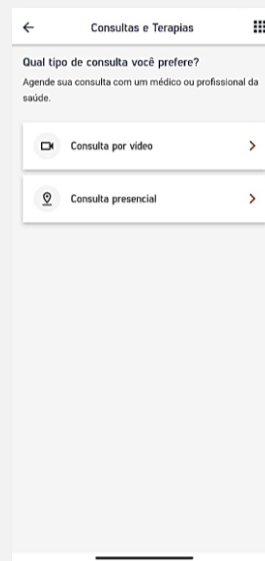 Consultas e Terapias
Qual tipo de consulta você prefere?
Agende sua consulta com um médico ou profissional da
saúde.
Consulta por vídeo
Consulta presencial